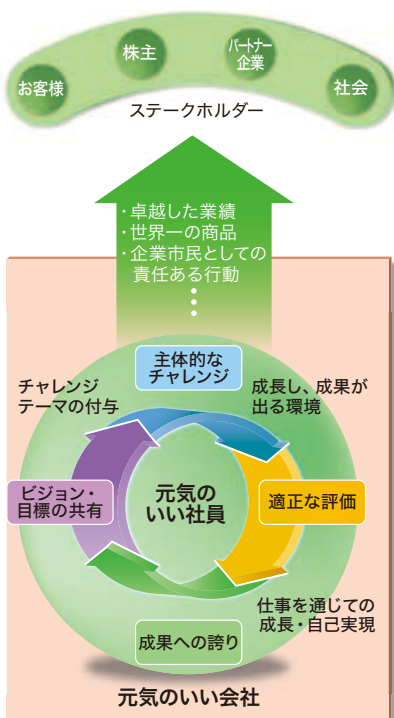 お客様
株主
パートナー
企業
社会
ステークホルダー
・卓越した業績
・世界一の商品
・企業市民としての
責任ある行動
主体的な
チャレンジ
チャレンジ
テーマの付与
成長し、成果が
出る環境
ビジョン・
目標の共有
元気の
いい社員
適正な評価
仕事を通じての
成長・自己実現
成果への誇り
元気のいい会社